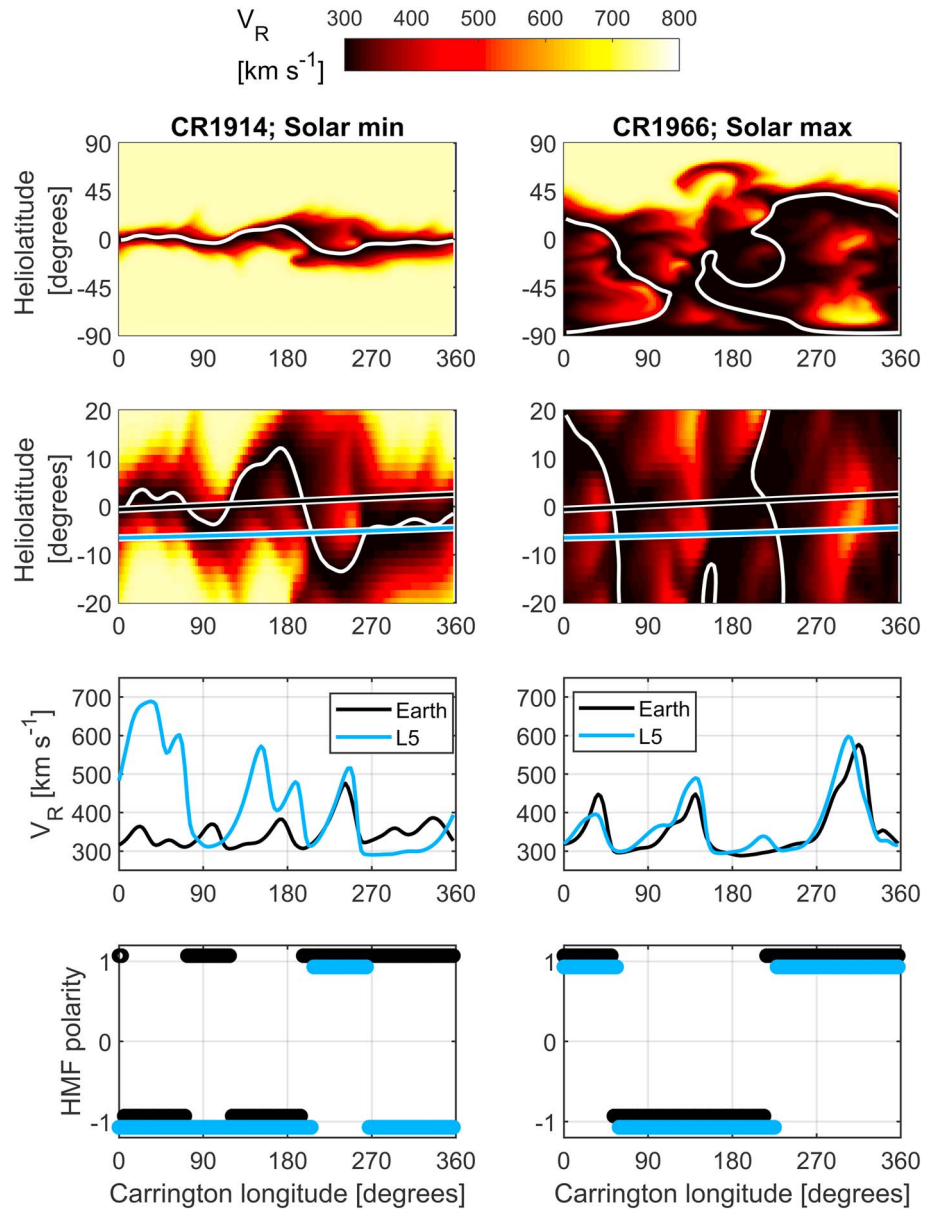 V_R
[km s⁻¹]
300 400 500 600 700 800
CR1914; Solar min
CR1966; Solar max
Heliolatitude
[degrees]
90
45
0
-45
-90
0 90 180 270 360
90
45
0
-45
-90
0 90 180 270 360
Heliolatitude
[degrees]
20
10
0
-10
-20
0 90 180 270 360
20
10
0
-10
-20
0 90 180 270 360
V_R [km s⁻¹]
700
600
500
400
300
Earth
L5
0 90 180 270 360
700
600
500
400
300
Earth
L5
0 90 180 270 360
HMF polarity
1
0
-1
0 90 180 270 360
Carrington longitude [degrees]
1
0
-1
0 90 180 270 360
Carrington longitude [degrees]